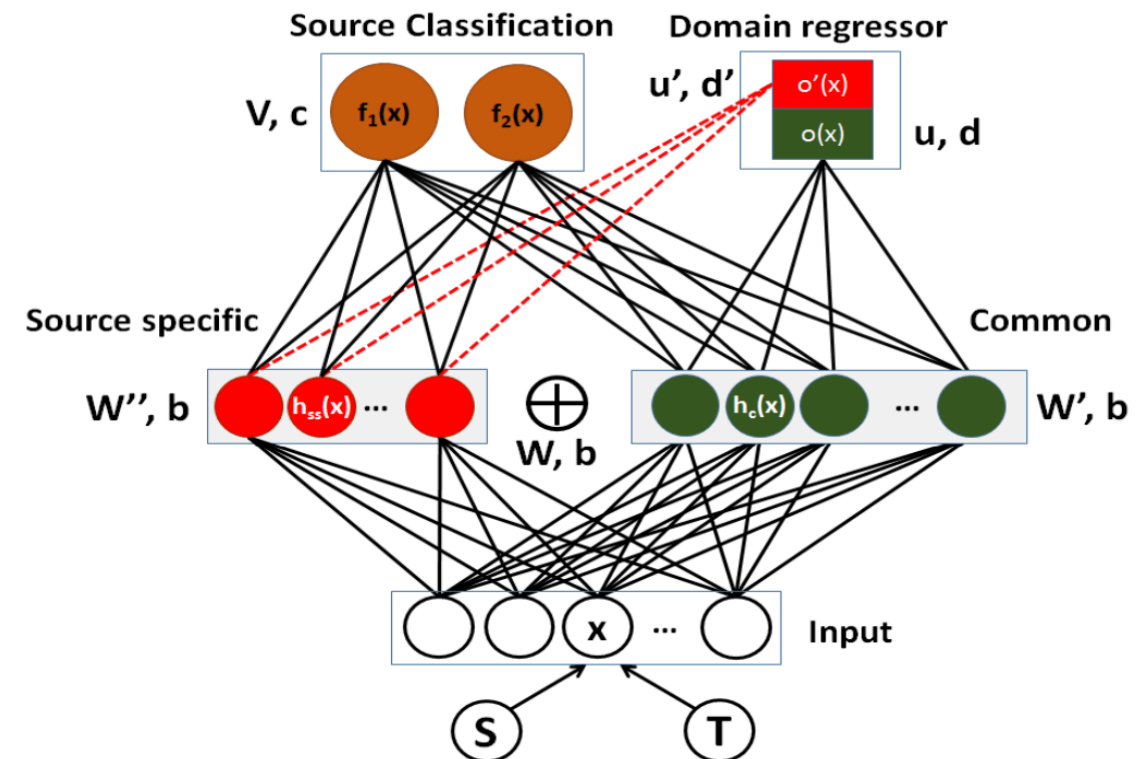 Source Classification
Domain regressor
V, c
f1(x)
f2(x)
u’, d’
o’(x)
o(x)
u, d
Source specific
Common
W’’, b
hss(x)
...
W, b
hc(x)
...
W’, b
x
...
Input
S
T